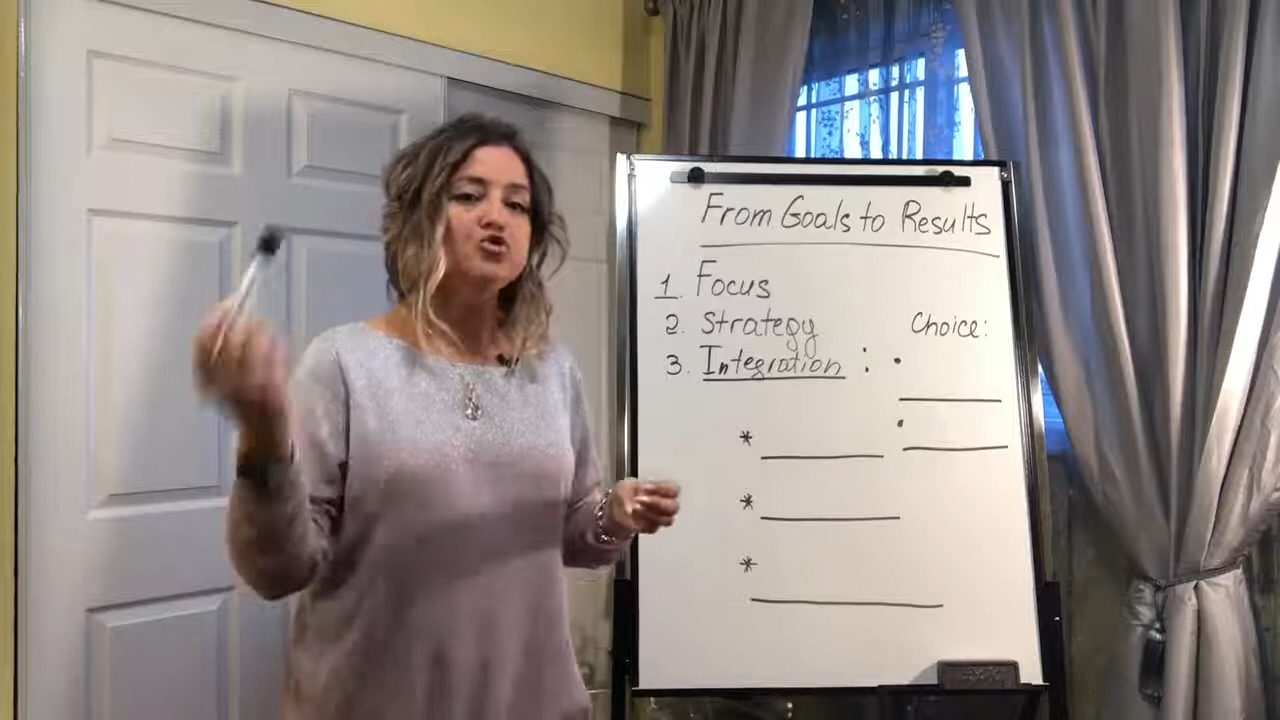 From Goals to Results
1. Focus
2. Strategy
Choice:
3. Integration : •
•
*
*
*